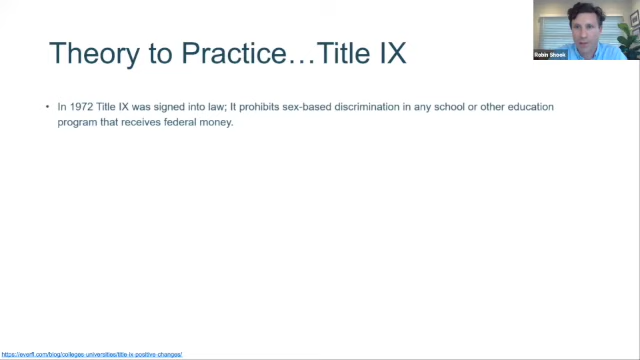 Theory to Practice…Title IX
• In 1972 Title IX was signed into law; It prohibits sex-based discrimination in any school or other education
program that receives federal money.
Robin Shook
https://everfi.com/blog/colleges-universities/title-ix-positive-changes/